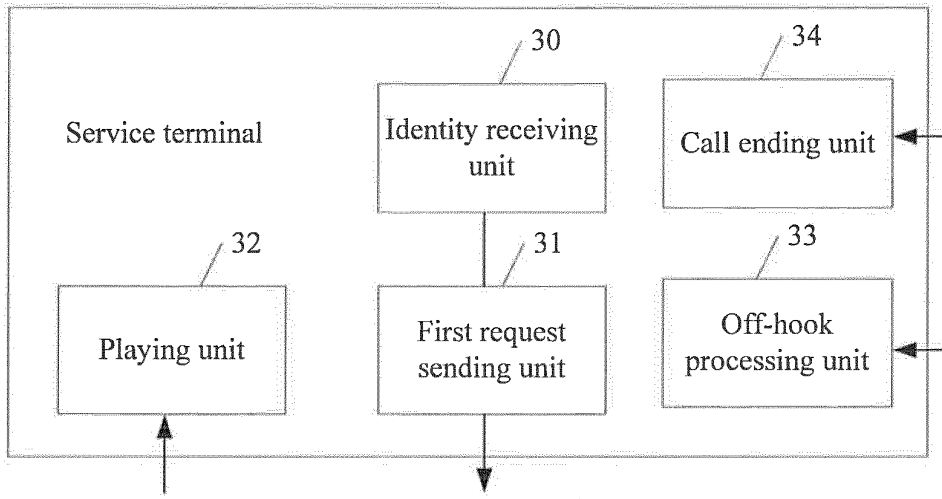 30
34
Service terminal
Identity receiving
unit
Call ending unit
32
31
33
Playing unit
First request
sending unit
Off-hook
processing unit